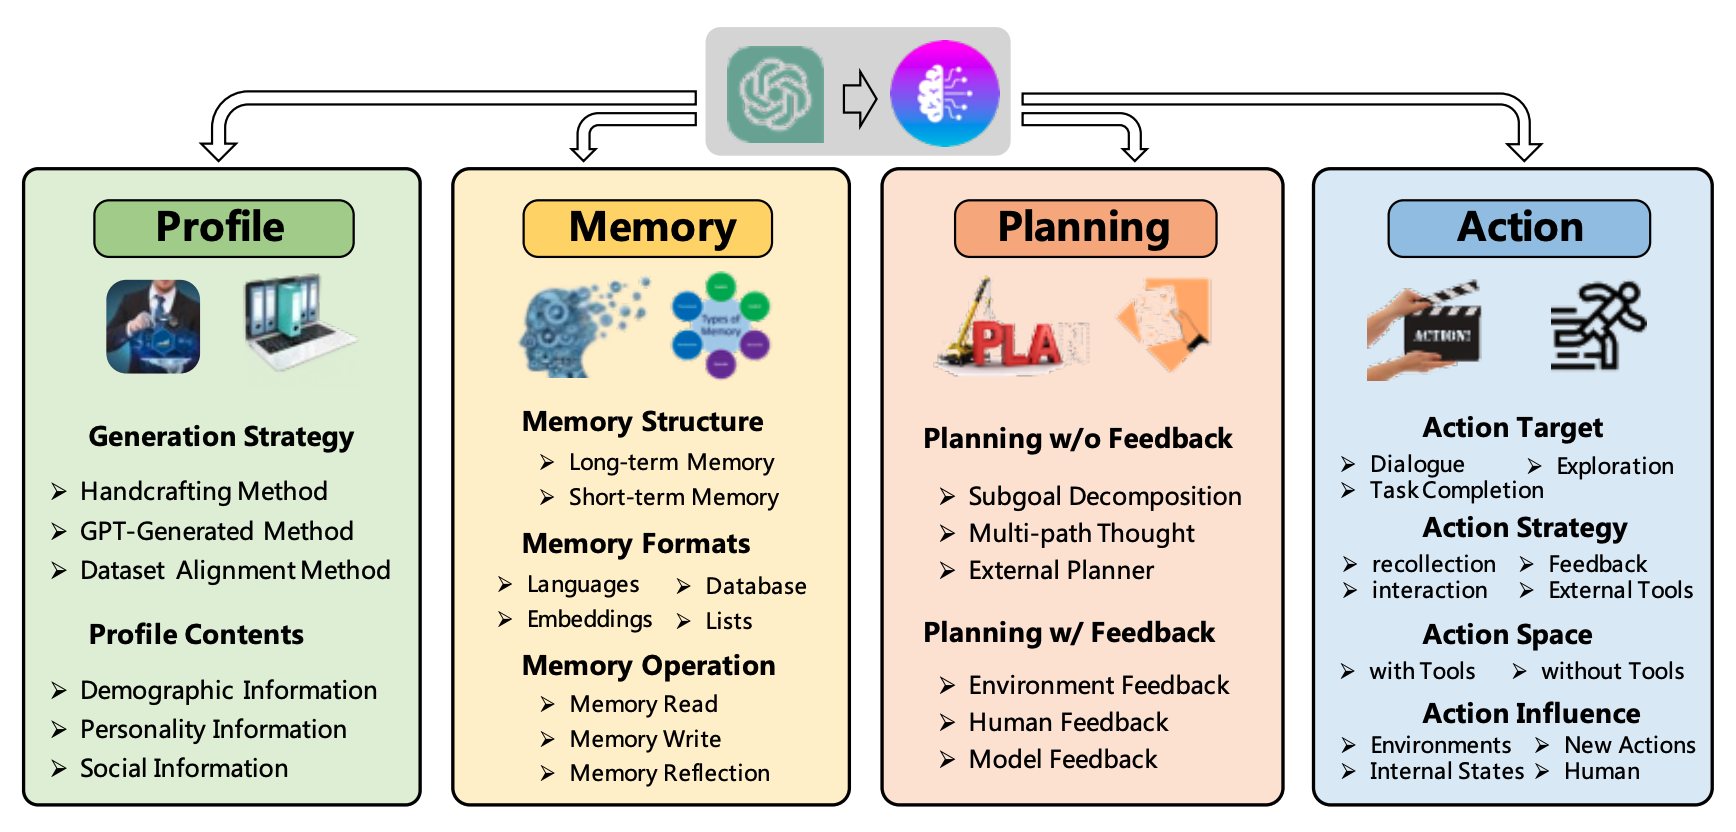 Profile
Generation Strategy
➢ Handcrafting Method
➢ GPT-Generated Method
➢ Dataset Alignment Method
Profile Contents
➢ Demographic Information
➢ Personality Information
➢ Social Information
Memory
Types of
Memory
Memory Structure
➢ Long-term Memory
➢ Short-term Memory
Memory Formats
➢ Languages ➢ Database
➢ Embeddings ➢ Lists
Memory Operation
➢ Memory Read
➢ Memory Write
➢ Memory Reflection
Planning
PLAN
Planning w/o Feedback
➢ Subgoal Decomposition
➢ Multi-path Thought
➢ External Planner
Planning w/ Feedback
➢ Environment Feedback
➢ Human Feedback
➢ Model Feedback
Action
ACTION!
Action Target
➢ Dialogue ➢ Exploration
➢ Task Completion
Action Strategy
➢ recollection ➢ Feedback
➢ interaction ➢ External Tools
Action Space
➢ with Tools ➢ without Tools
Action Influence
➢ Environments ➢ New Actions
➢ Internal States ➢ Human